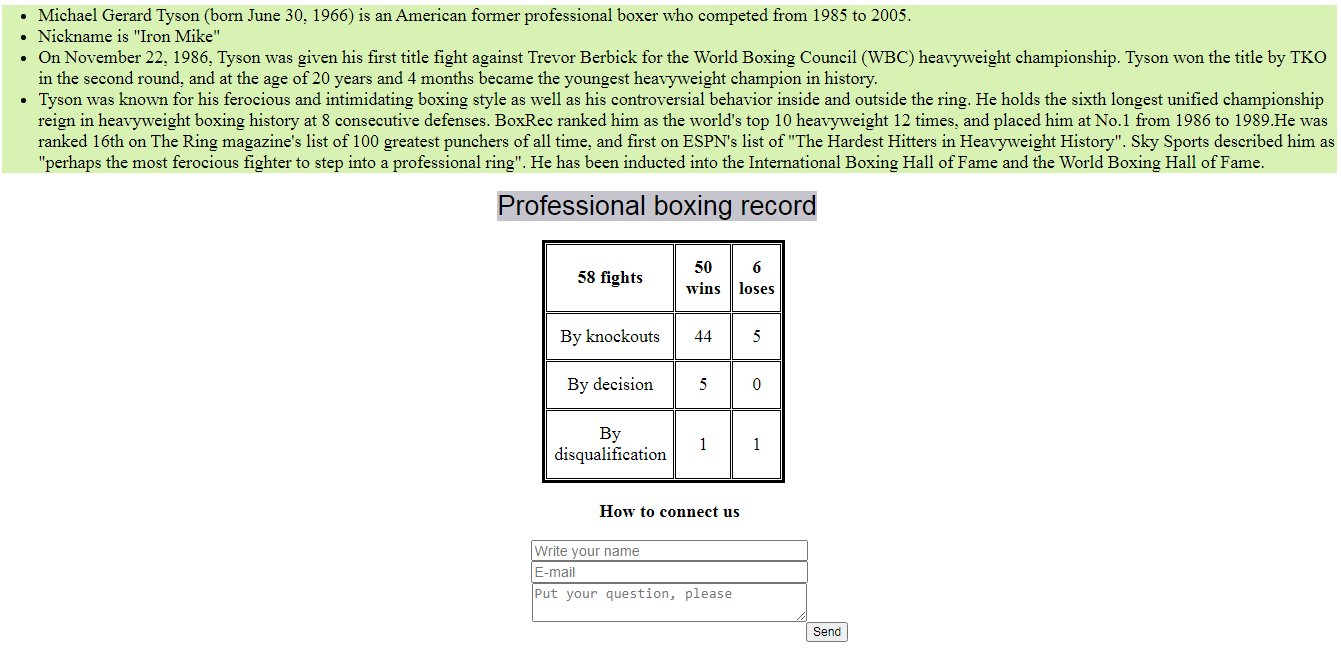 Michael Gerard Tyson (born June 30, 1966) is an American former professional boxer who competed from 1985 to 2005.
Nickname is "Iron Mike"
On November 22, 1986, Tyson was given his first title fight against Trevor Berbick for the World Boxing Council (WBC) heavyweight championship. Tyson won the title by TKO
in the second round, and at the age of 20 years and 4 months became the youngest heavyweight champion in history.
Tyson was known for his ferocious and intimidating boxing style as well as his controversial behavior inside and outside the ring. He holds the sixth longest unified championship
reign in heavyweight boxing history at 8 consecutive defenses. BoxRec ranked him as the world's top 10 heavyweight 12 times, and placed him at No.1 from 1986 to 1989.He was
ranked 16th on The Ring magazine's list of 100 greatest punchers of all time, and first on ESPN's list of "The Hardest Hitters in Heavyweight History". Sky Sports described him as
"perhaps the most ferocious fighter to step into a professional ring". He has been inducted into the International Boxing Hall of Fame and the World Boxing Hall of Fame.
Professional boxing record
58 fights 50 wins 6 loses
By knockouts 44 5
By decision 5 0
By disqualification 1 1
How to connect us
Write your name
E-mail
Put your question, please
Send